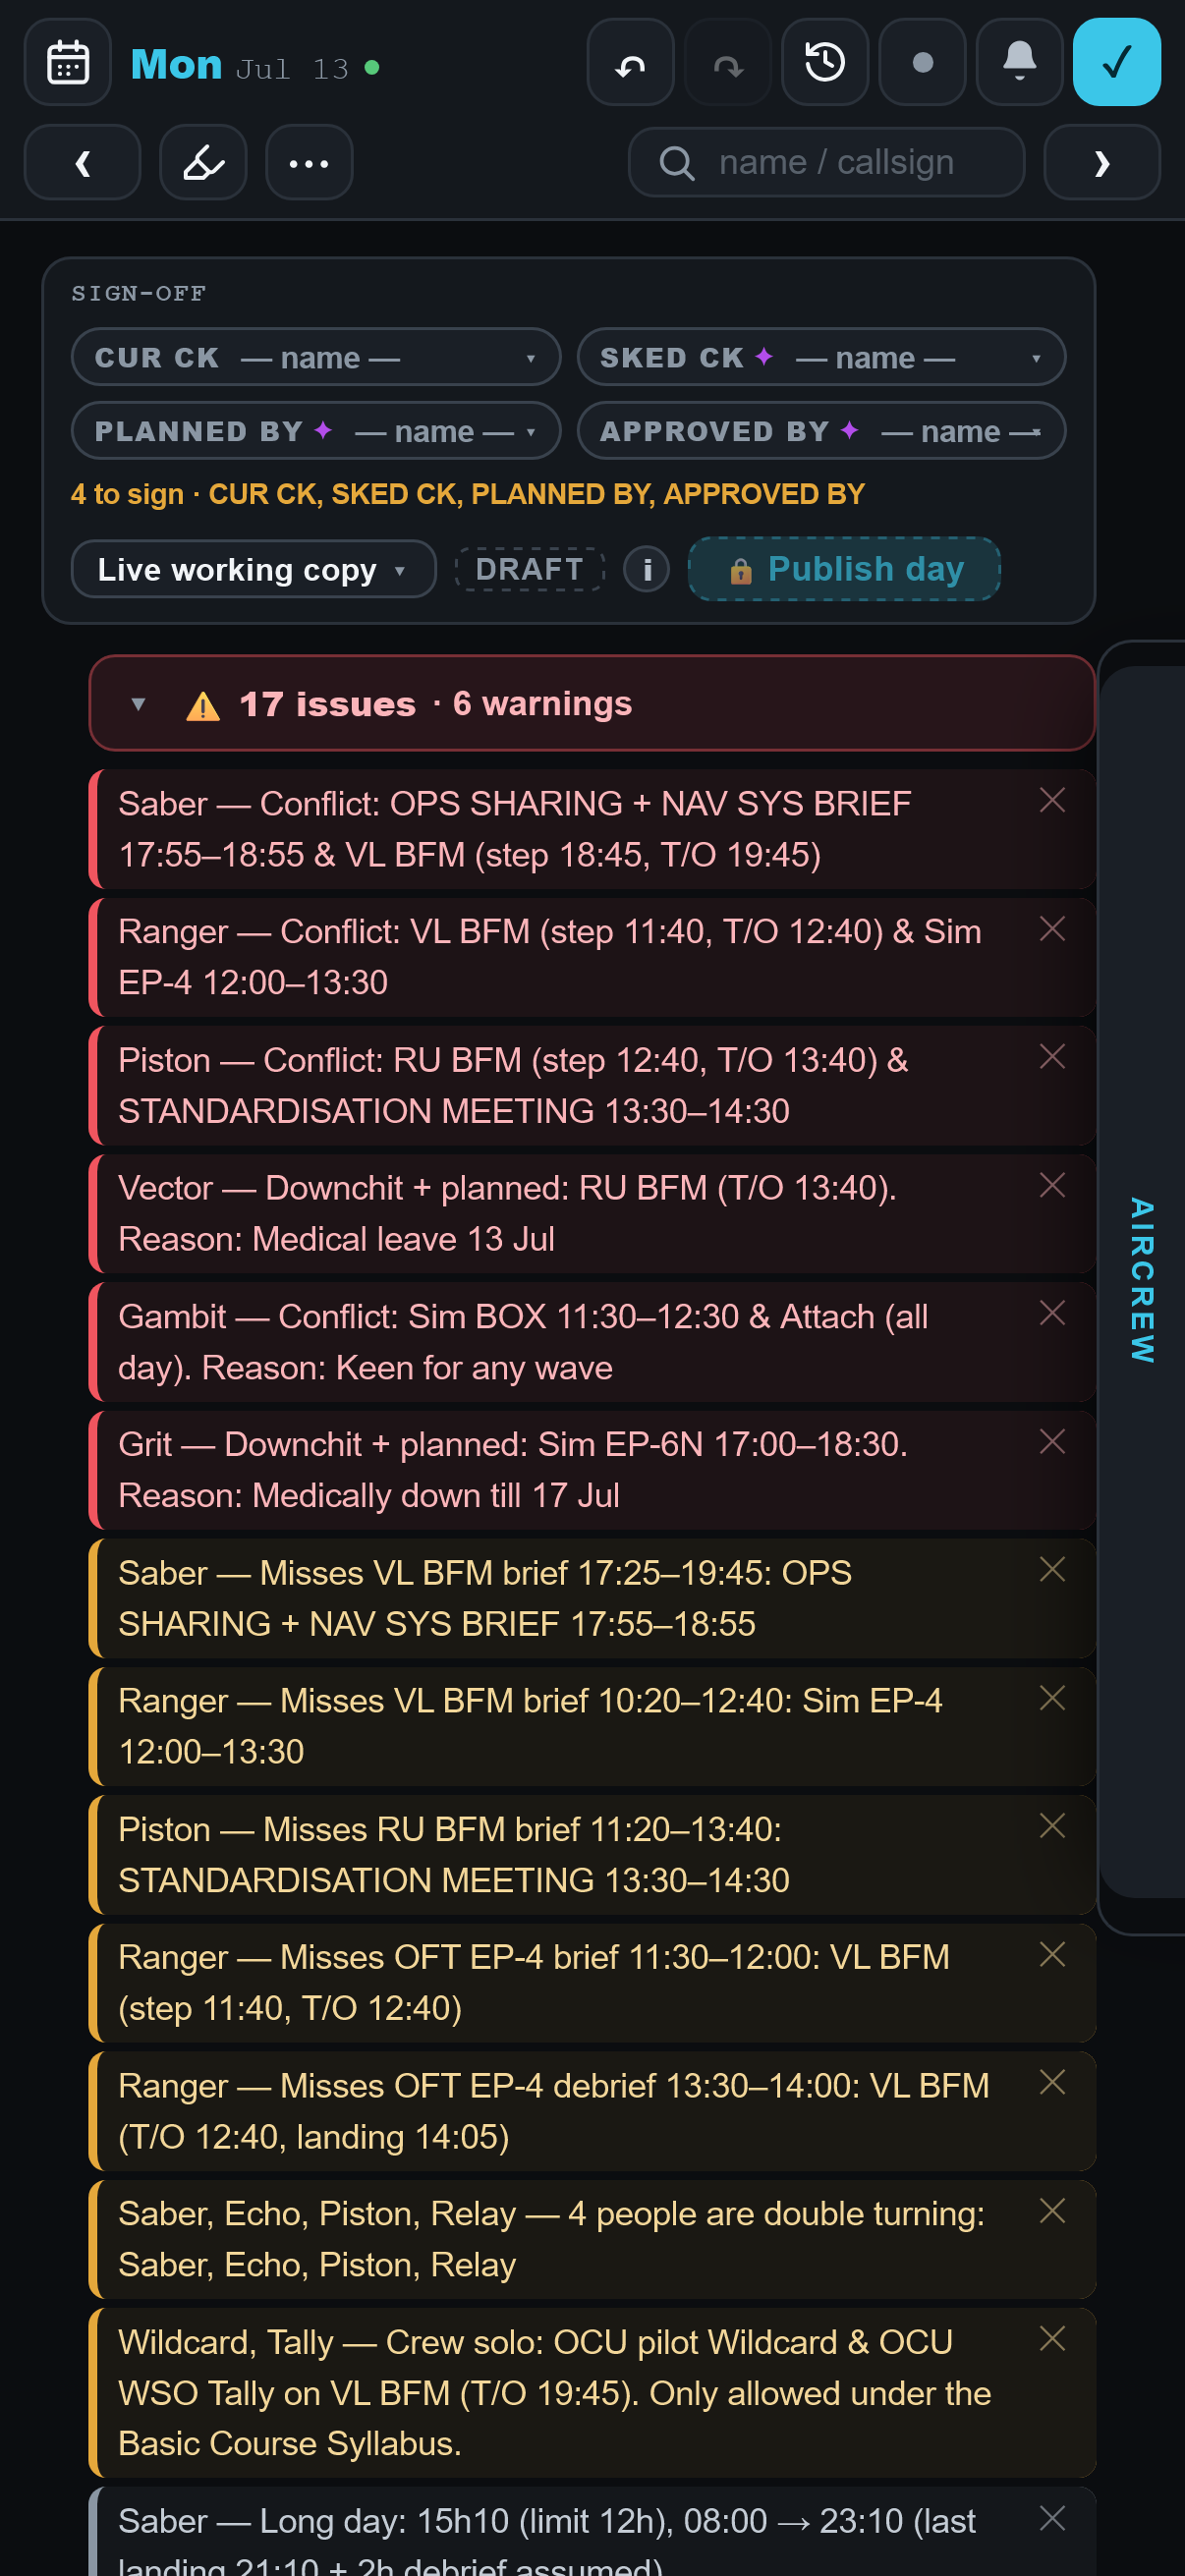 Mon Jul 13
name / callsign
SIGN-OFF
CUR CK — name —
SKED CK — name —
PLANNED BY — name —
APPROVED BY — name —
4 to sign · CUR CK, SKED CK, PLANNED BY, APPROVED BY
Live working copy DRAFT i Publish day
17 issues · 6 warnings
Saber — Conflict: OPS SHARING + NAV SYS BRIEF
17:55–18:55 & VL BFM (step 18:45, T/O 19:45)
Ranger — Conflict: VL BFM (step 11:40, T/O 12:40) & Sim
EP-4 12:00–13:30
Piston — Conflict: RU BFM (step 12:40, T/O 13:40) &
STANDARDISATION MEETING 13:30–14:30
Vector — Downchit + planned: RU BFM (T/O 13:40).
Reason: Medical leave 13 Jul
Gambit — Conflict: Sim BOX 11:30–12:30 & Attach (all
day). Reason: Keen for any wave
Grit — Downchit + planned: Sim EP-6N 17:00–18:30.
Reason: Medically down till 17 Jul
Saber — Misses VL BFM brief 17:25–19:45: OPS
SHARING + NAV SYS BRIEF 17:55–18:55
Ranger — Misses VL BFM brief 10:20–12:40: Sim EP-4
12:00–13:30
Piston — Misses RU BFM brief 11:20–13:40:
STANDARDISATION MEETING 13:30–14:30
Ranger — Misses OFT EP-4 brief 11:30–12:00: VL BFM
(step 11:40, T/O 12:40)
Ranger — Misses OFT EP-4 debrief 13:30–14:00: VL BFM
(T/O 12:40, landing 14:05)
Saber, Echo, Piston, Relay — 4 people are double turning:
Saber, Echo, Piston, Relay
Wildcard, Tally — Crew solo: OCU pilot Wildcard & OCU
WSO Tally on VL BFM (T/O 19:45). Only allowed under the
Basic Course Syllabus.
Saber — Long day: 15h10 (limit 12h), 08:00 → 23:10 (last
landing 21:10 + 2h debrief assumed)
AIRCREW